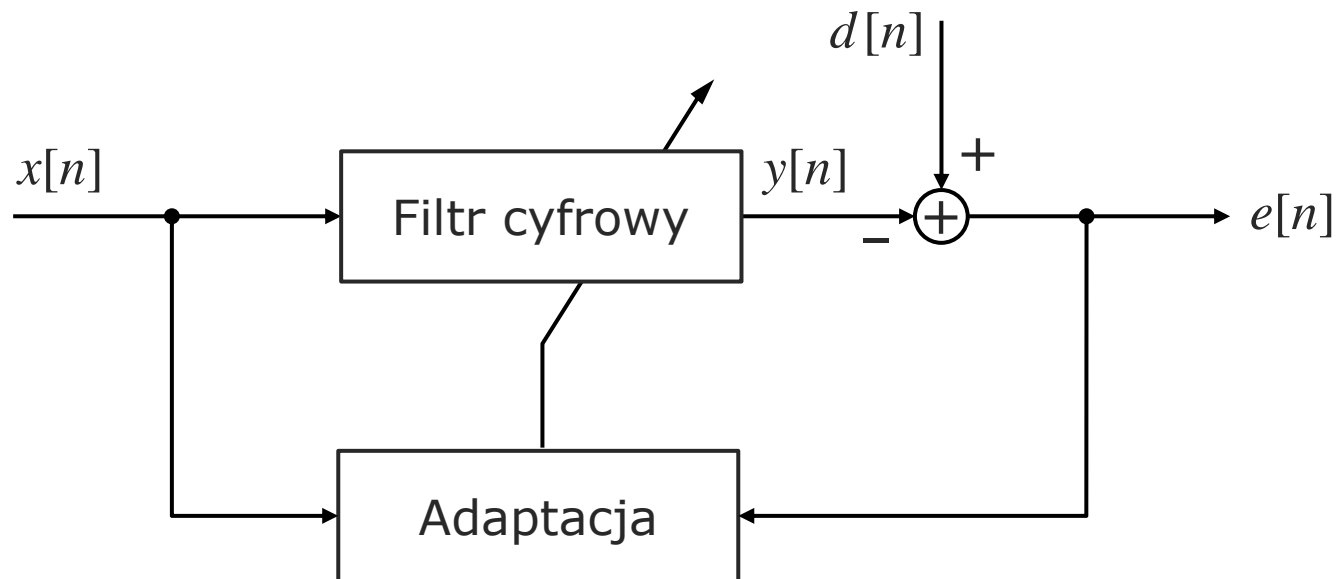 d[n]
+
x[n]
Filtr cyfrowy
y[n]
+
−
e[n]
Adaptacja